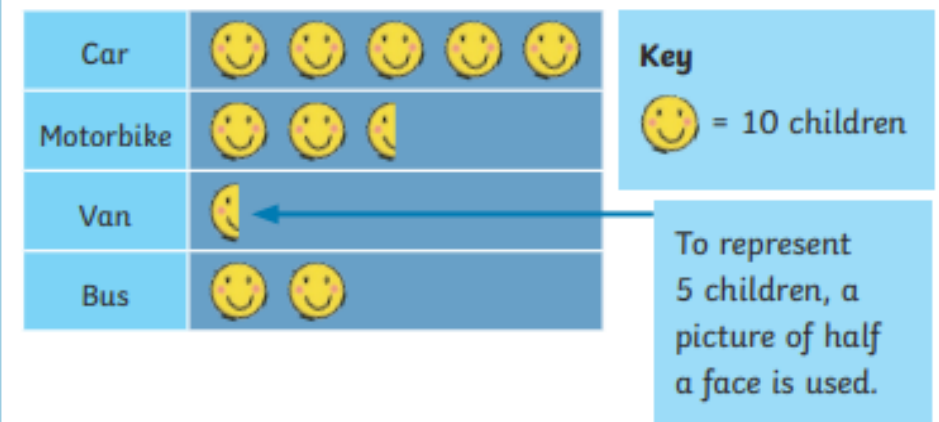 Car
Motorbike
Van
Bus
Key
= 10 children
To represent
5 children, a
picture of half
a face is used.